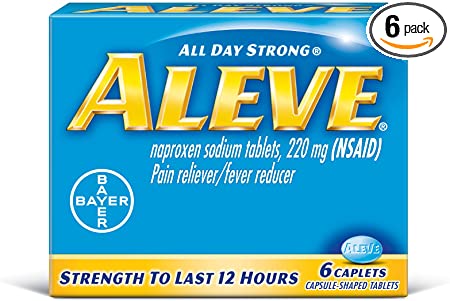 6
pack
ALL DAY STRONG®
ALEVE®
naproxen sodium tablets, 220 mg (NSAID)
Pain reliever/fever reducer
BAYER
BAYER
ALEVE
STRENGTH TO LAST 12 HOURS
6 CAPLETS
CAPSULE-SHAPED TABLETS